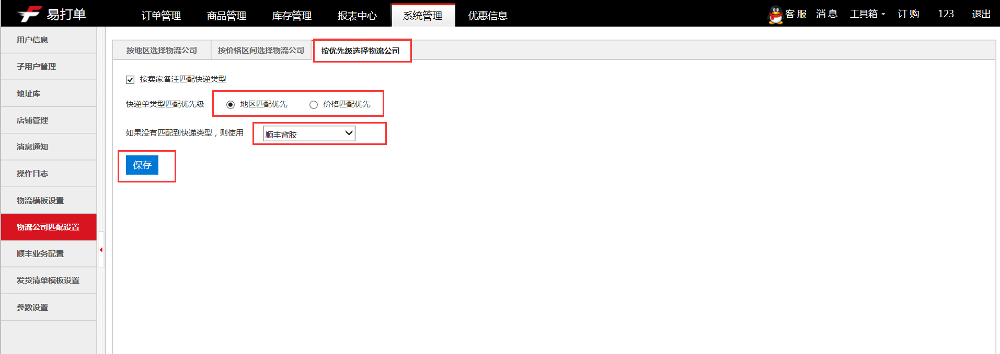 易打单
订单管理 商品管理 库存管理 报表中心 系统管理 优惠信息
客 服 消 息 工具箱 订 购 123 退出
用户信息
子用户管理
地址库
店铺管理
消息通知
操作日志
物流模板设置
物流公司匹配设置
顺丰业务配置
发货清单模板设置
参数设置
按地区选择物流公司 按价格区间选择物流公司 按优先级选择物流公司
按卖家备注匹配快递类型
快递单类型匹配优先级 地区匹配优先 价格匹配优先
如果没有匹配到快递类型，则使用 顺丰背胶
保存